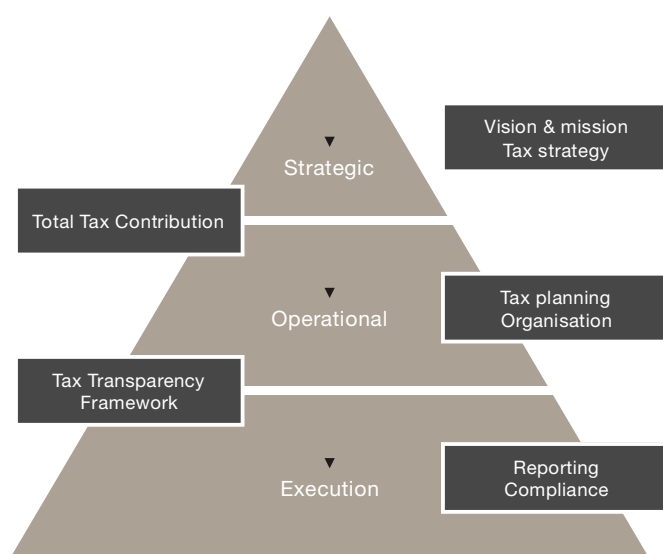 Vision & mission
Tax strategy
Strategic
Total Tax Contribution
Tax planning
Organisation
Operational
Tax Transparency
Framework
Reporting
Compliance
Execution